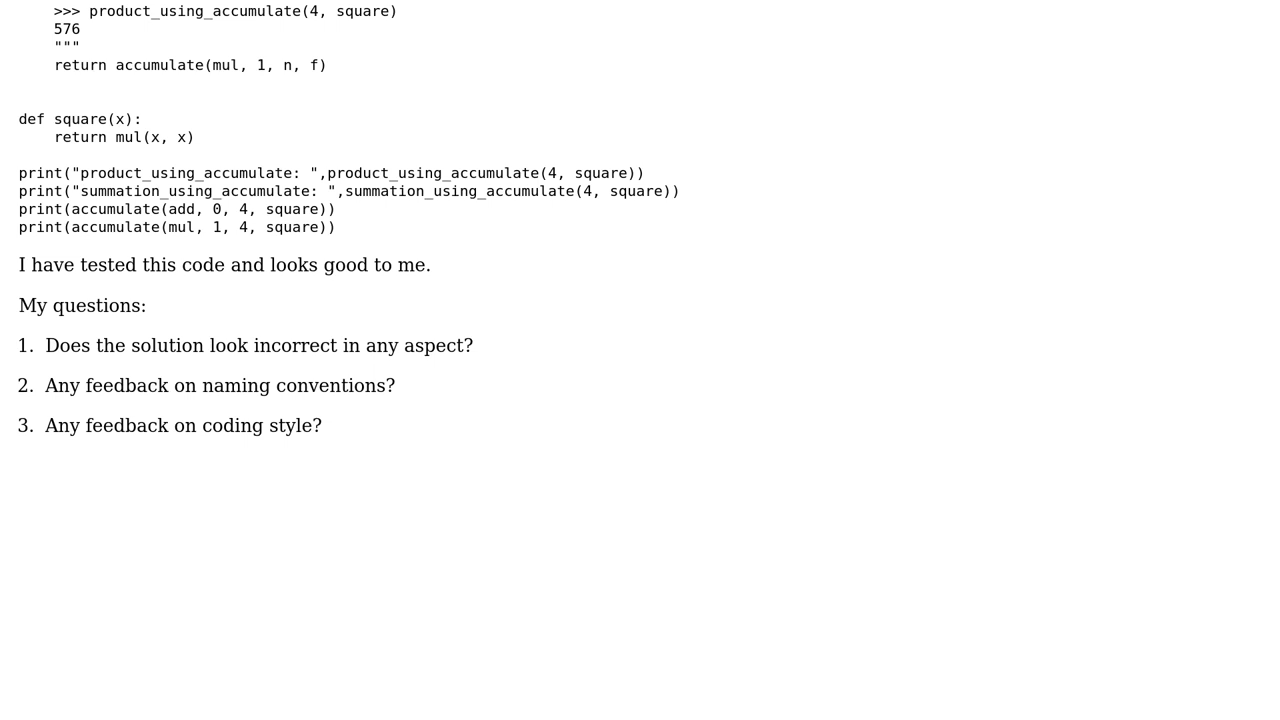 >>> product_using_accumulate(4, square)
    576
    """
    return accumulate(mul, 1, n, f)
def square(x):
    return mul(x, x)
print("product_using_accumulate: ",product_using_accumulate(4, square))
print("summation_using_accumulate: ",summation_using_accumulate(4, square))
print(accumulate(add, 0, 4, square))
print(accumulate(mul, 1, 4, square))
I have tested this code and looks good to me.
My questions:
1. Does the solution look incorrect in any aspect?
2. Any feedback on naming conventions?
3. Any feedback on coding style?